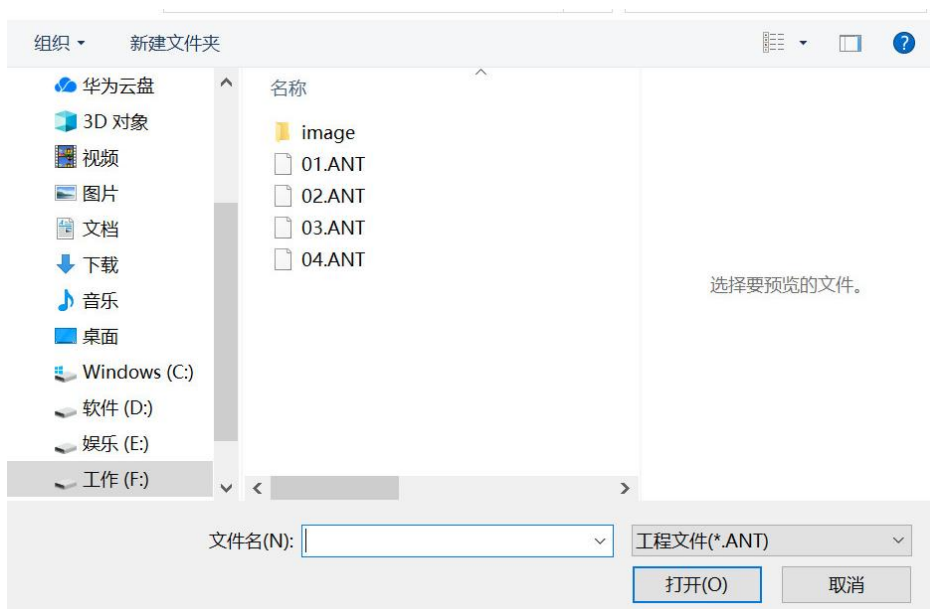 组织 新建文件夹
华为云盘
3D 对象
视频
图片
文档
下载
音乐
桌面
Windows (C:)
软件 (D:)
娱乐 (E:)
工作 (F:)
名称
image
01.ANT
02.ANT
03.ANT
04.ANT
选择要预览的文件。
文件名(N): 工程文件(*.ANT)
打开(O) 取消